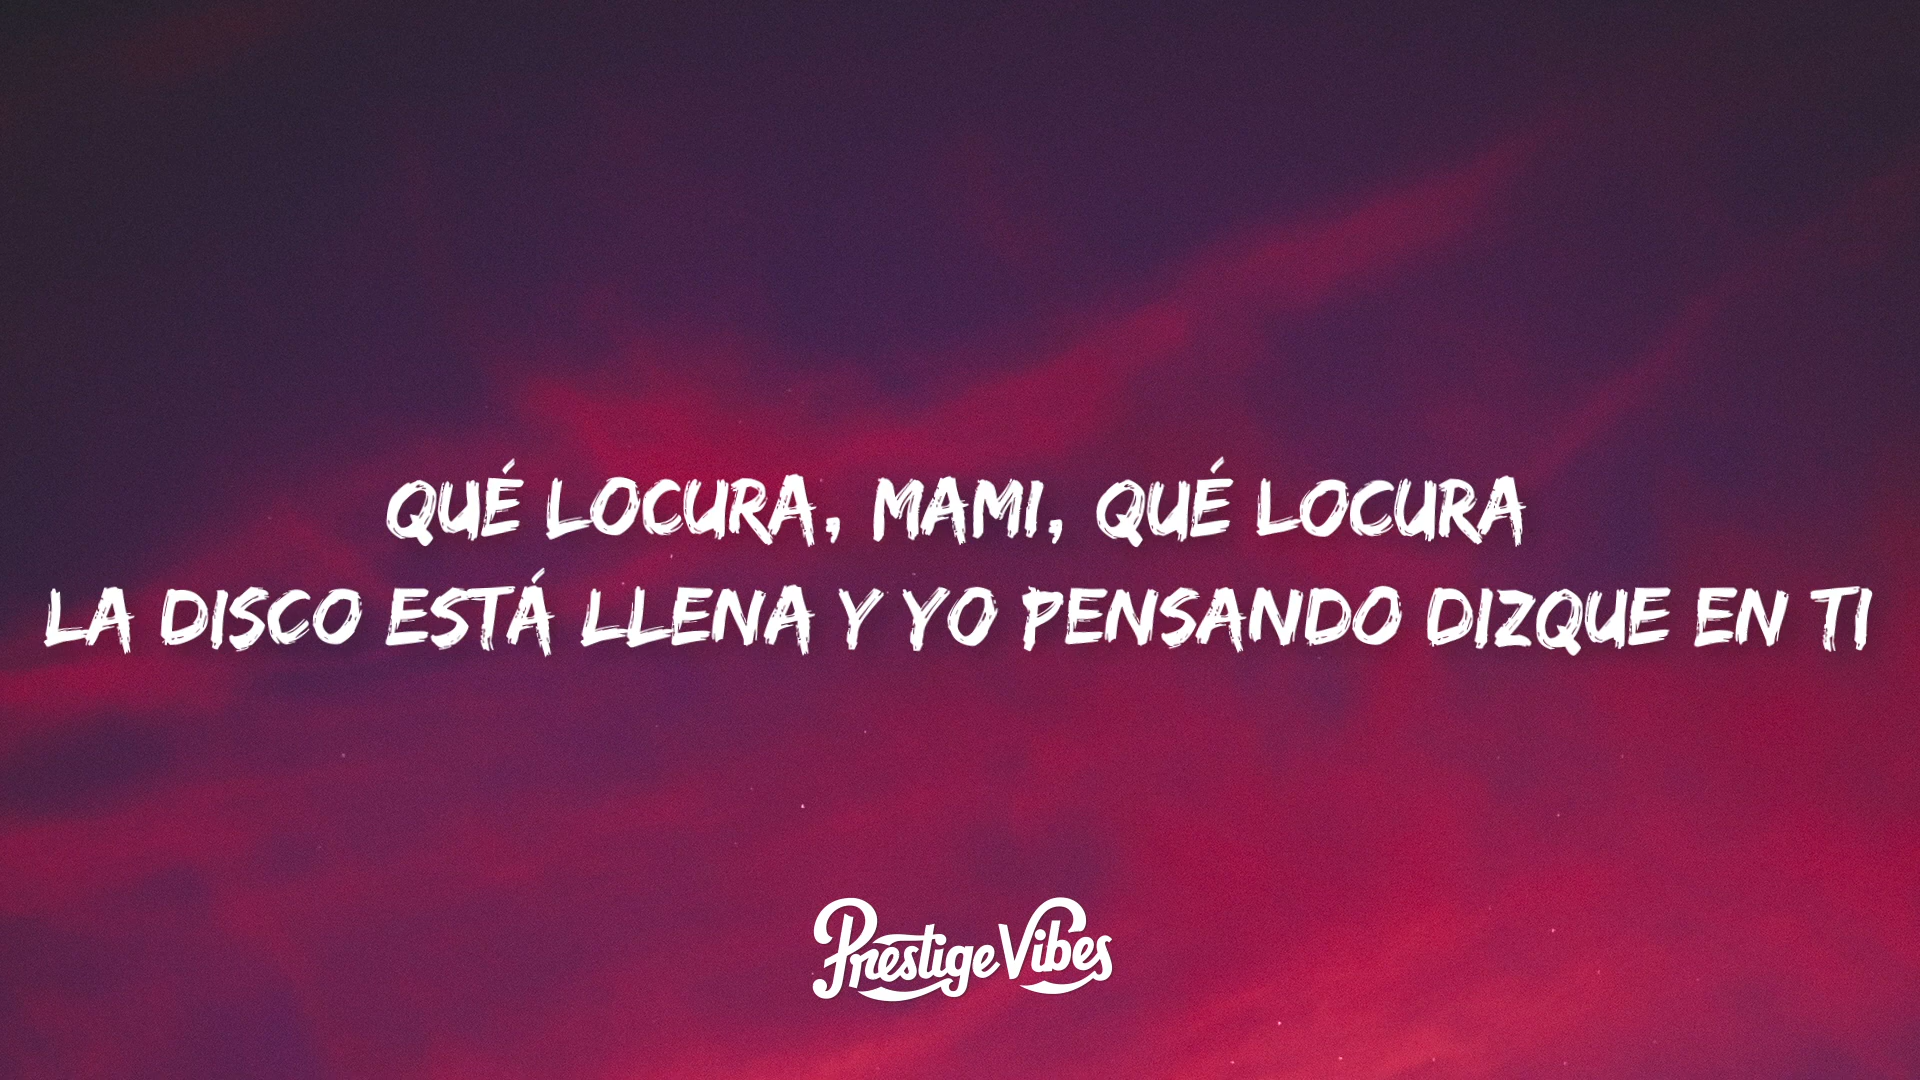 QUÉ LOCURA, MAMI, QUÉ LOCURA
LA DISCO ESTÁ LLENA Y YO PENSANDO DIZQUE EN TI
Prestige Vibes